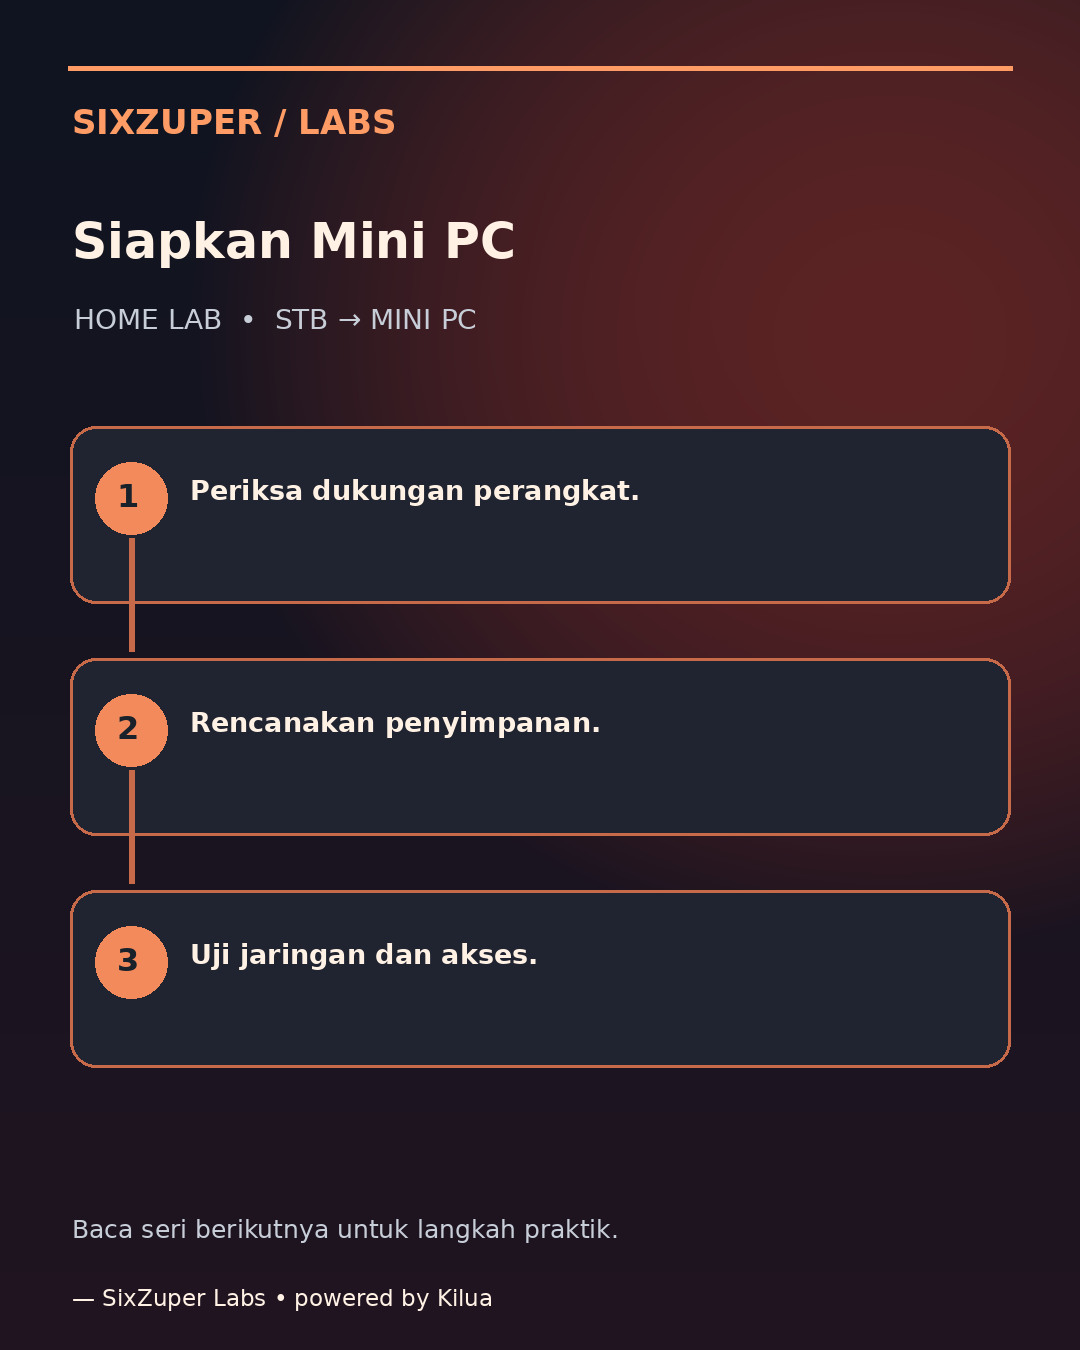 SIXZUPER / LABS
Siapkan Mini PC
HOME LAB • STB → MINI PC
1
Periksa dukungan perangkat.
2
Rencanakan penyimpanan.
3
Uji jaringan dan akses.
Baca seri berikutnya untuk langkah praktik.
— SixZuper Labs • powered by Kilua